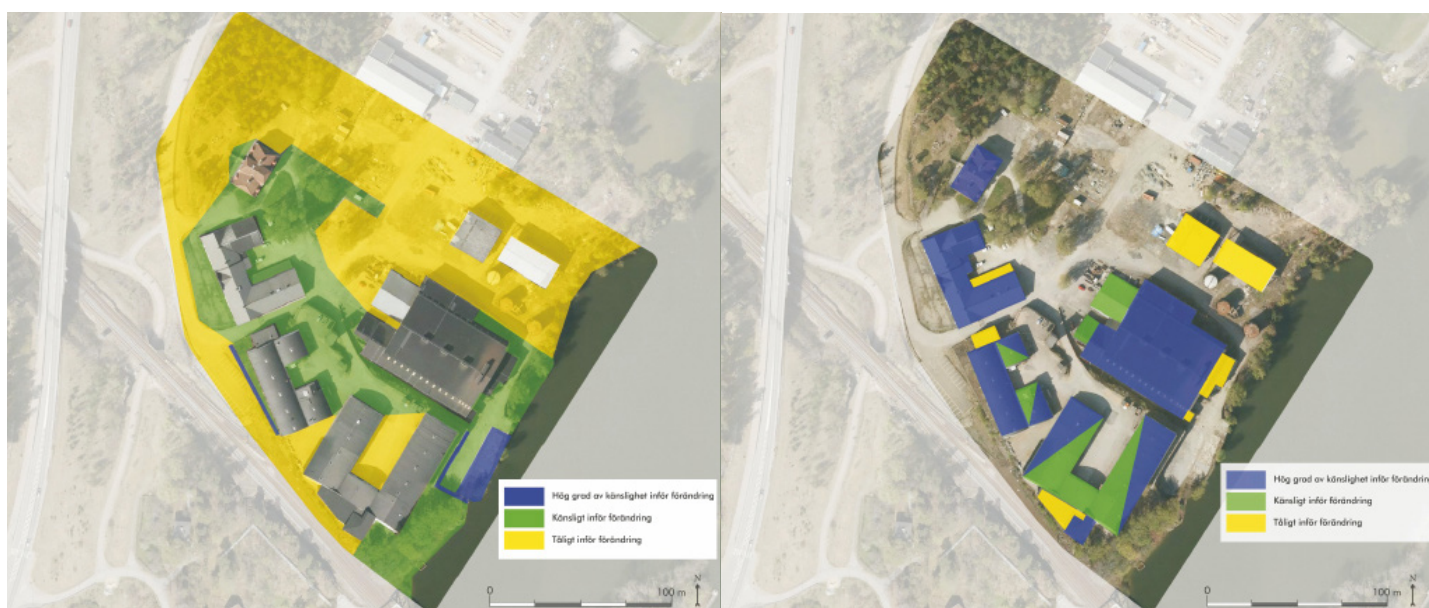 Hög grad av känslighet inför förändring
Känsligt inför förändring
Tåligt inför förändring
0
100 m
N
Hög grad av känslighet inför förändrin
Känsligt inför förändring
Tåligt inför förändring
0
100 m
N